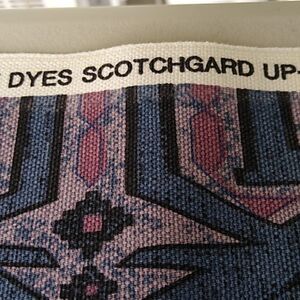 DYES SCOTCHGARD UP-